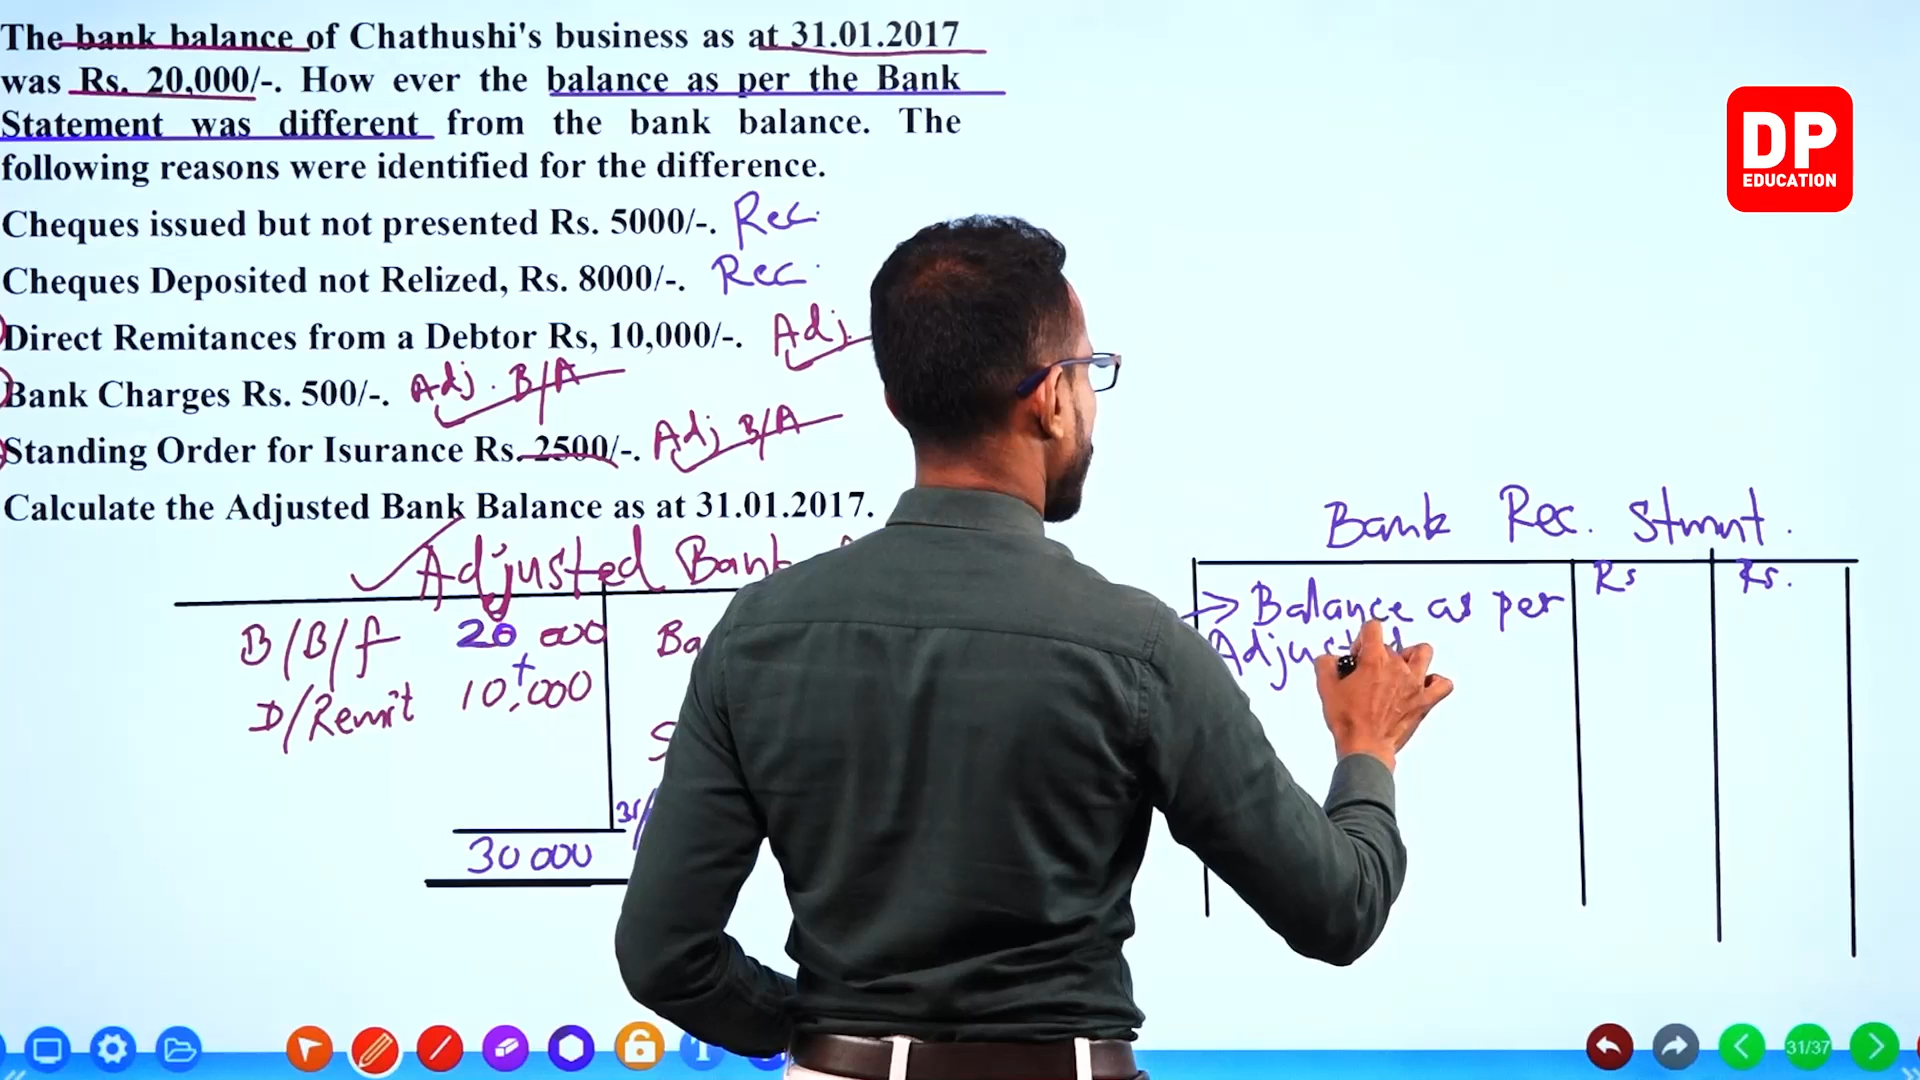 The bank balance of Chathushi's business as at 31.01.2017
was Rs. 20,000/-. How ever the balance as per the Bank
Statement was different from the bank balance. The
following reasons were identified for the difference.
Cheques issued but not presented Rs. 5000/-. Rec.
Cheques Deposited not Relized, Rs. 8000/-. Rec.
Direct Remitances from a Debtor Rs, 10,000/-. Adj.
Bank Charges Rs. 500/-. Adj. B/A
Standing Order for Isurance Rs. 2500/-. Adj B/A
Calculate the Adjusted Bank Balance as at 31.01.2017.
Adjusted Bank
B/B/f 20 000 Ba
D/Remit 10,000
+
S
31/
30 000
DP
EDUCATION
Bank Rec. Stmnt.
Rs Rs.
→ Balance as per
Adjusted
T
31/37